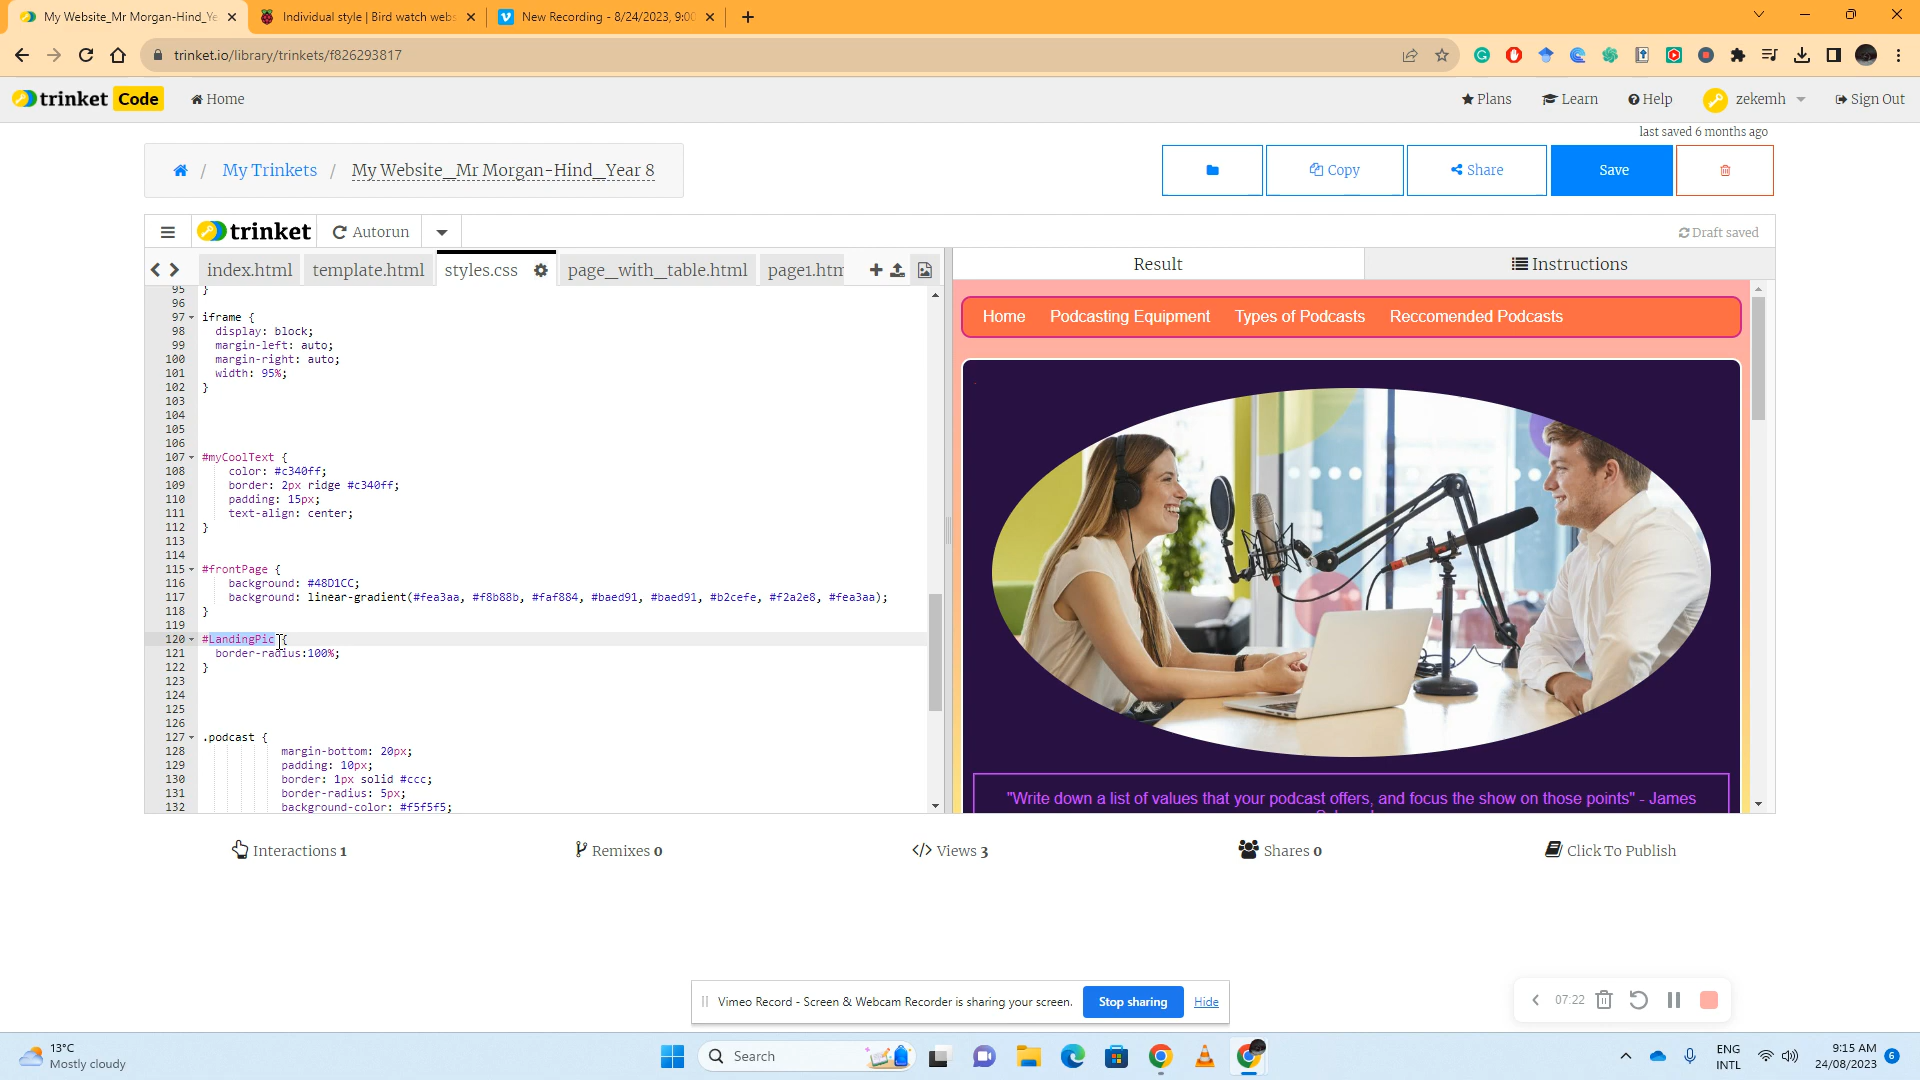 My Website_Mr Morgan-Hind_Ye
Individual style | Bird watch webs
New Recording - 8/24/2023, 9:00
trinket.io/library/trinkets/f826293817
trinket Code Home Plans Learn Help zekemh Sign Out
last saved 6 months ago
/ My Trinkets / My Website_Mr Morgan-Hind_Year 8
Copy Share Save
trinket Autorun Draft saved
index.html template.html styles.css page_with_table.html page1.htm
Result Instructions
95 }
96
97 iframe {
98 display: block;
99 margin-left: auto;
100 margin-right: auto;
101 width: 95%;
102 }
103
104
105
106
107 #myCoolText {
108 color: #c340ff;
109 border: 2px ridge #c340ff;
110 padding: 15px;
111 text-align: center;
112 }
113
114
115 #frontPage {
116 background: #48D1CC;
117 background: linear-gradient(#fea3aa, #f8b88b, #faf884, #baed91, #baed91, #b2cefe, #f2a2e8, #fea3aa);
118 }
119
120 #LandingPic {
121 border-radius:100%;
122 }
123
124
125
126
127 .podcast {
128 margin-bottom: 20px;
129 padding: 10px;
130 border: 1px solid #ccc;
131 border-radius: 5px;
132 background-color: #f5f5f5;
Home Podcasting Equipment Types of Podcasts Reccomended Podcasts
"Write down a list of values that your podcast offers, and focus the show on those points" - James
Interactions 1 Remixes 0 Views 3 Shares 0 Click To Publish
Vimeo Record - Screen & Webcam Recorder is sharing your screen. Stop sharing Hide
07:22
13°C
Mostly cloudy
Search
ENG
INTL
9:15 AM
24/08/2023
6